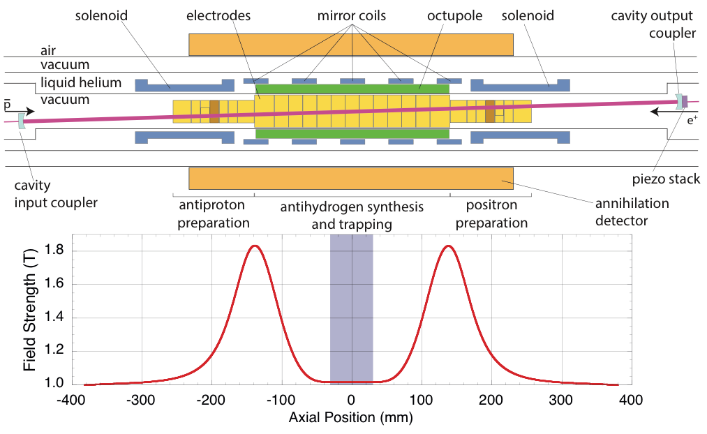 solenoid
electrodes
mirror coils
octupole
solenoid
cavity output
coupler
air
vacuum
liquid helium
vacuum
p̅
e⁺
cavity
input coupler
piezo stack
antiproton
preparation
antihydrogen synthesis
and trapping
positron
preparation
annihilation
detector
Field Strength (T)
1.8
1.6
1.4
1.2
1.0
-400
-300
-200
-100
-0
100
200
300
400
Axial Position (mm)